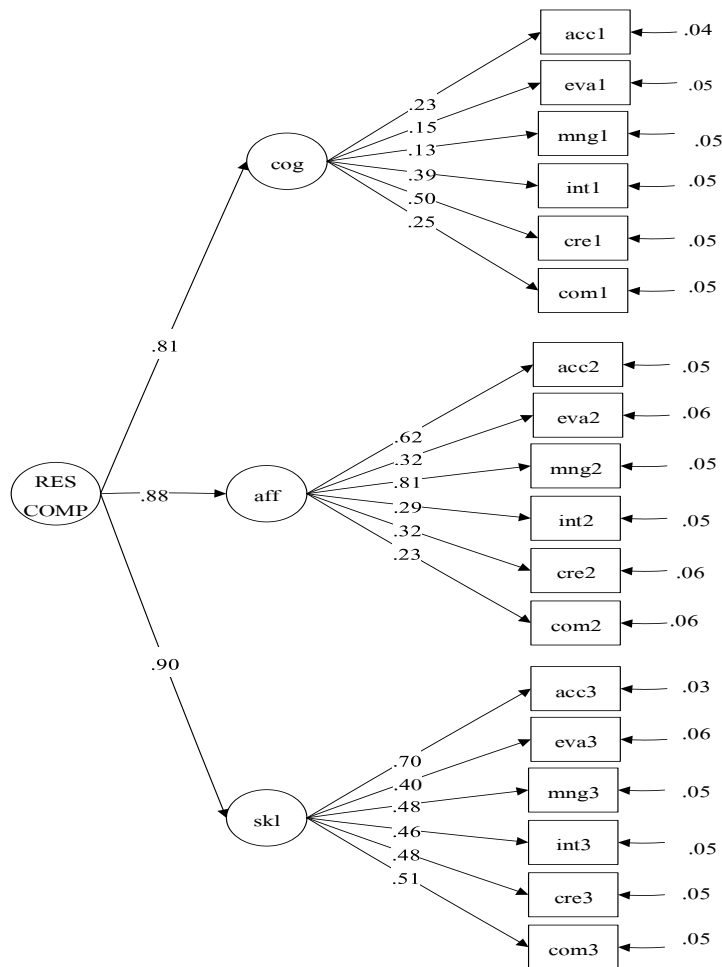 acc1
.04
eva1
.05
mng1
.05
int1
.05
cre1
.05
com1
.05
cog
.23
.15
.13
.39
.50
.25
.81
acc2
.05
eva2
.06
mng2
.05
int2
.05
cre2
.06
com2
.06
RES
COMP
.88
aff
.62
.32
.81
.29
.32
.23
.90
acc3
.03
eva3
.06
mng3
.05
int3
.05
cre3
.05
com3
.05
skl
.70
.40
.48
.46
.48
.51